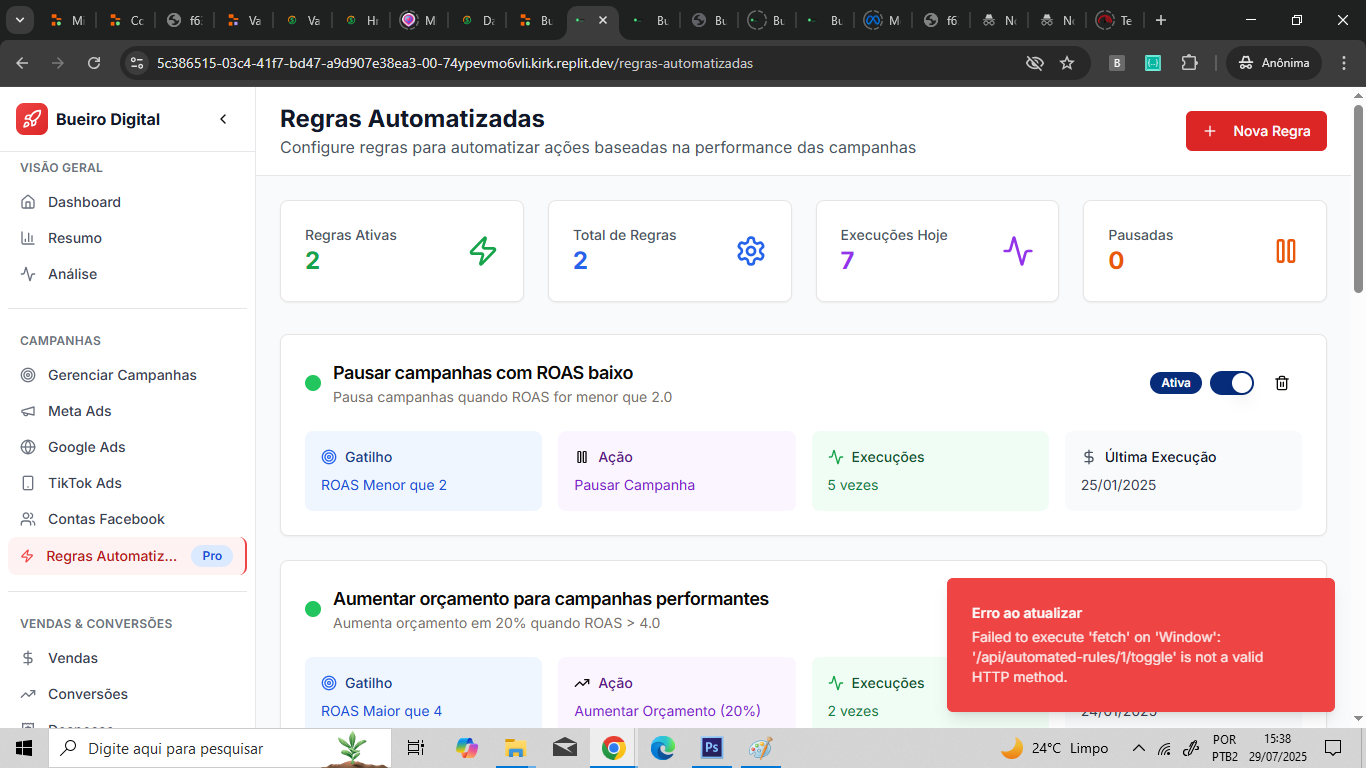 Mi
Co
f6:
Va
Va
Hi
M
Da
Bu
Bu
Bu
Bu
Bu
M
f6
Nc
Nc
Te
5c386515-03c4-41f7-bd47-a9d907e38ea3-00-74ypevmo6vli.kirk.replit.dev/regras-automatizadas
B
Anônima
Bueiro Digital
VISÃO GERAL
Dashboard
Resumo
Análise
CAMPANHAS
Gerenciar Campanhas
Meta Ads
Google Ads
TikTok Ads
Contas Facebook
Regras Automatiz... Pro
VENDAS & CONVERSÕES
Vendas
Conversões
Regras Automatizadas
Configure regras para automatizar ações baseadas na performance das campanhas
+ Nova Regra
Regras Ativas
2
Total de Regras
2
Execuções Hoje
7
Pausadas
0
Pausar campanhas com ROAS baixo
Pausa campanhas quando ROAS for menor que 2.0
Ativa
Gatilho
ROAS Menor que 2
Ação
Pausar Campanha
Execuções
5 vezes
Última Execução
25/01/2025
Aumentar orçamento para campanhas performantes
Aumenta orçamento em 20% quando ROAS > 4.0
Gatilho
ROAS Maior que 4
Ação
Aumentar Orçamento (20%)
Execuções
2 vezes
24/01/2025
Erro ao atualizar
Failed to execute 'fetch' on 'Window':
'/api/automated-rules/1/toggle' is not a valid
HTTP method.
Digite aqui para pesquisar
Ps
24°C Limpo
POR
PTB2
15:38
29/07/2025